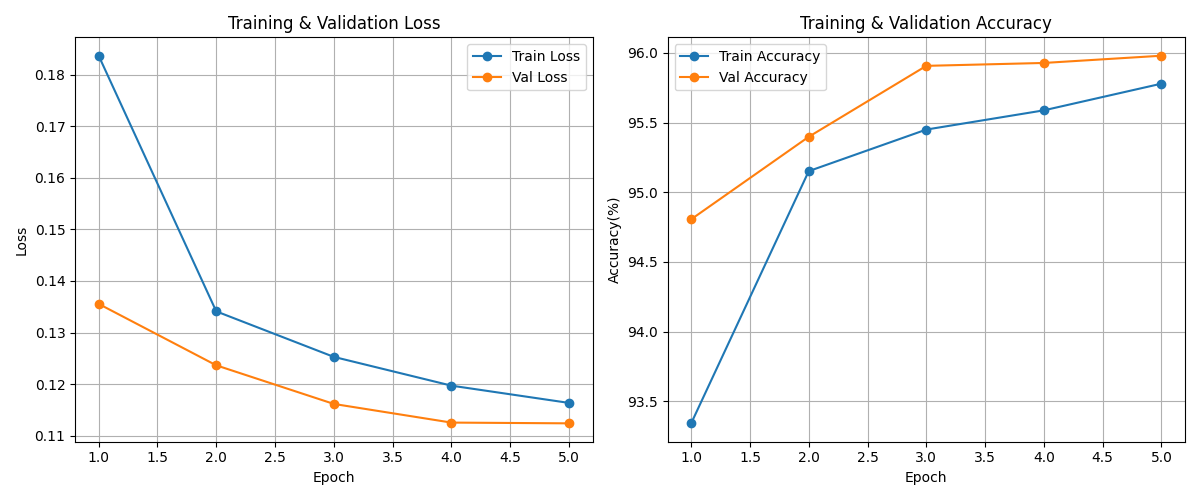 Training & Validation Loss
Train Loss
Val Loss
0.18
0.17
0.16
0.15
0.14
0.13
0.12
0.11
Loss
1.0 1.5 2.0 2.5 3.0 3.5 4.0 4.5 5.0
Epoch
Training & Validation Accuracy
Train Accuracy
Val Accuracy
96.0
95.5
95.0
94.5
94.0
93.5
Accuracy(%)
1.0 1.5 2.0 2.5 3.0 3.5 4.0 4.5 5.0
Epoch